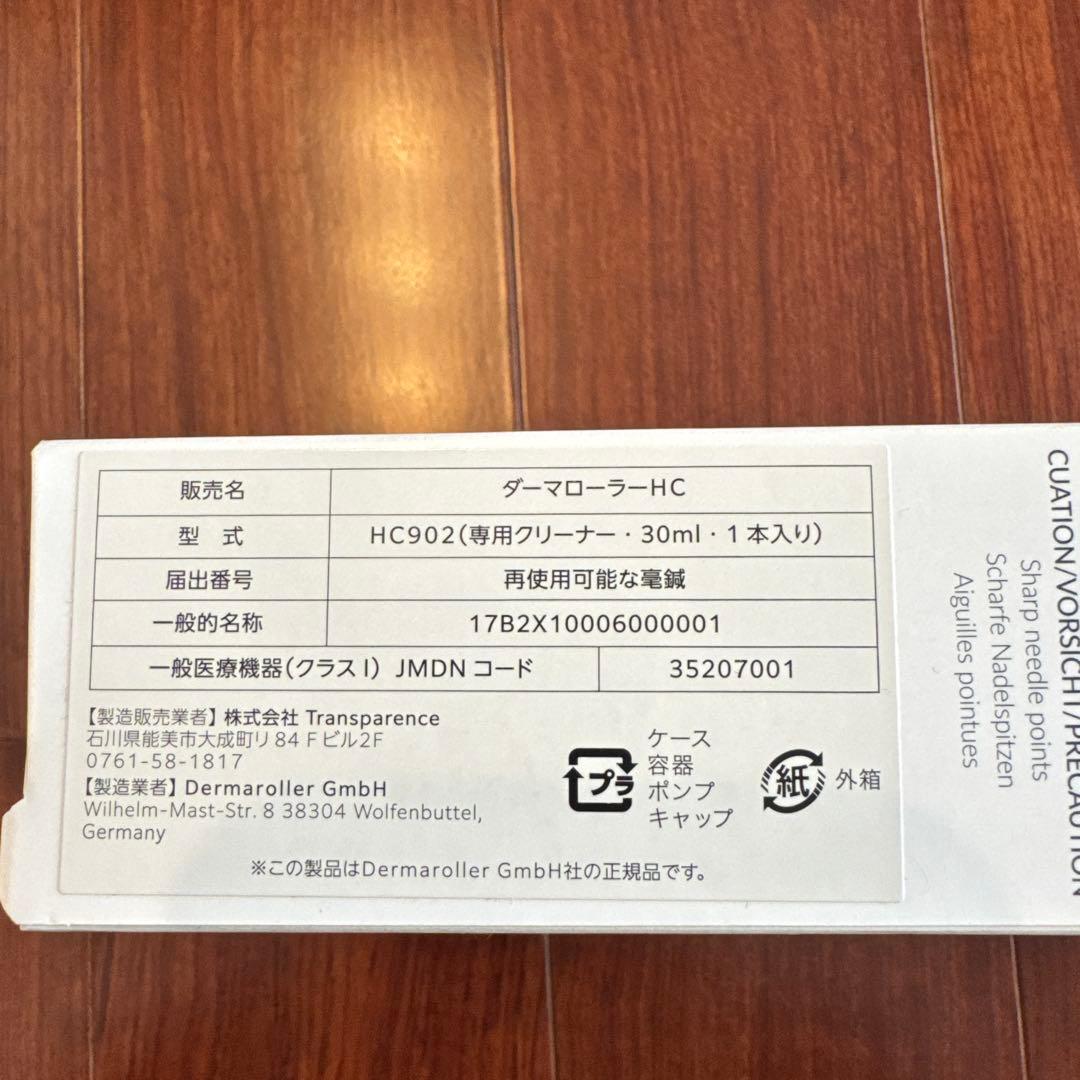 販売名 ダーマローラーHC
型 式 HC902(専用クリーナー・30ml・1本入り)
届出番号 再使用可能な毫鍼
一般的名称 17B2X10006000001
一般医療機器(クラスI) JMDNコード 35207001
【製造販売業者】株式会社 Transparence
石川県能美市大成町リ84 Fビル2F
0761-58-1817
【製造業者】Dermaroller GmbH
Wilhelm-Mast-Str. 8 38304 Wolfenbuttel,
Germany
プラ
ケース
容器
ポンプ
キャップ
紙 外箱
※この製品はDermaroller GmbH社の正規品です。
CUATION/VORSICHT/PRECAUTION
Sharp needle points
Scharfe Nadelspitzen
Aiguilles pointues